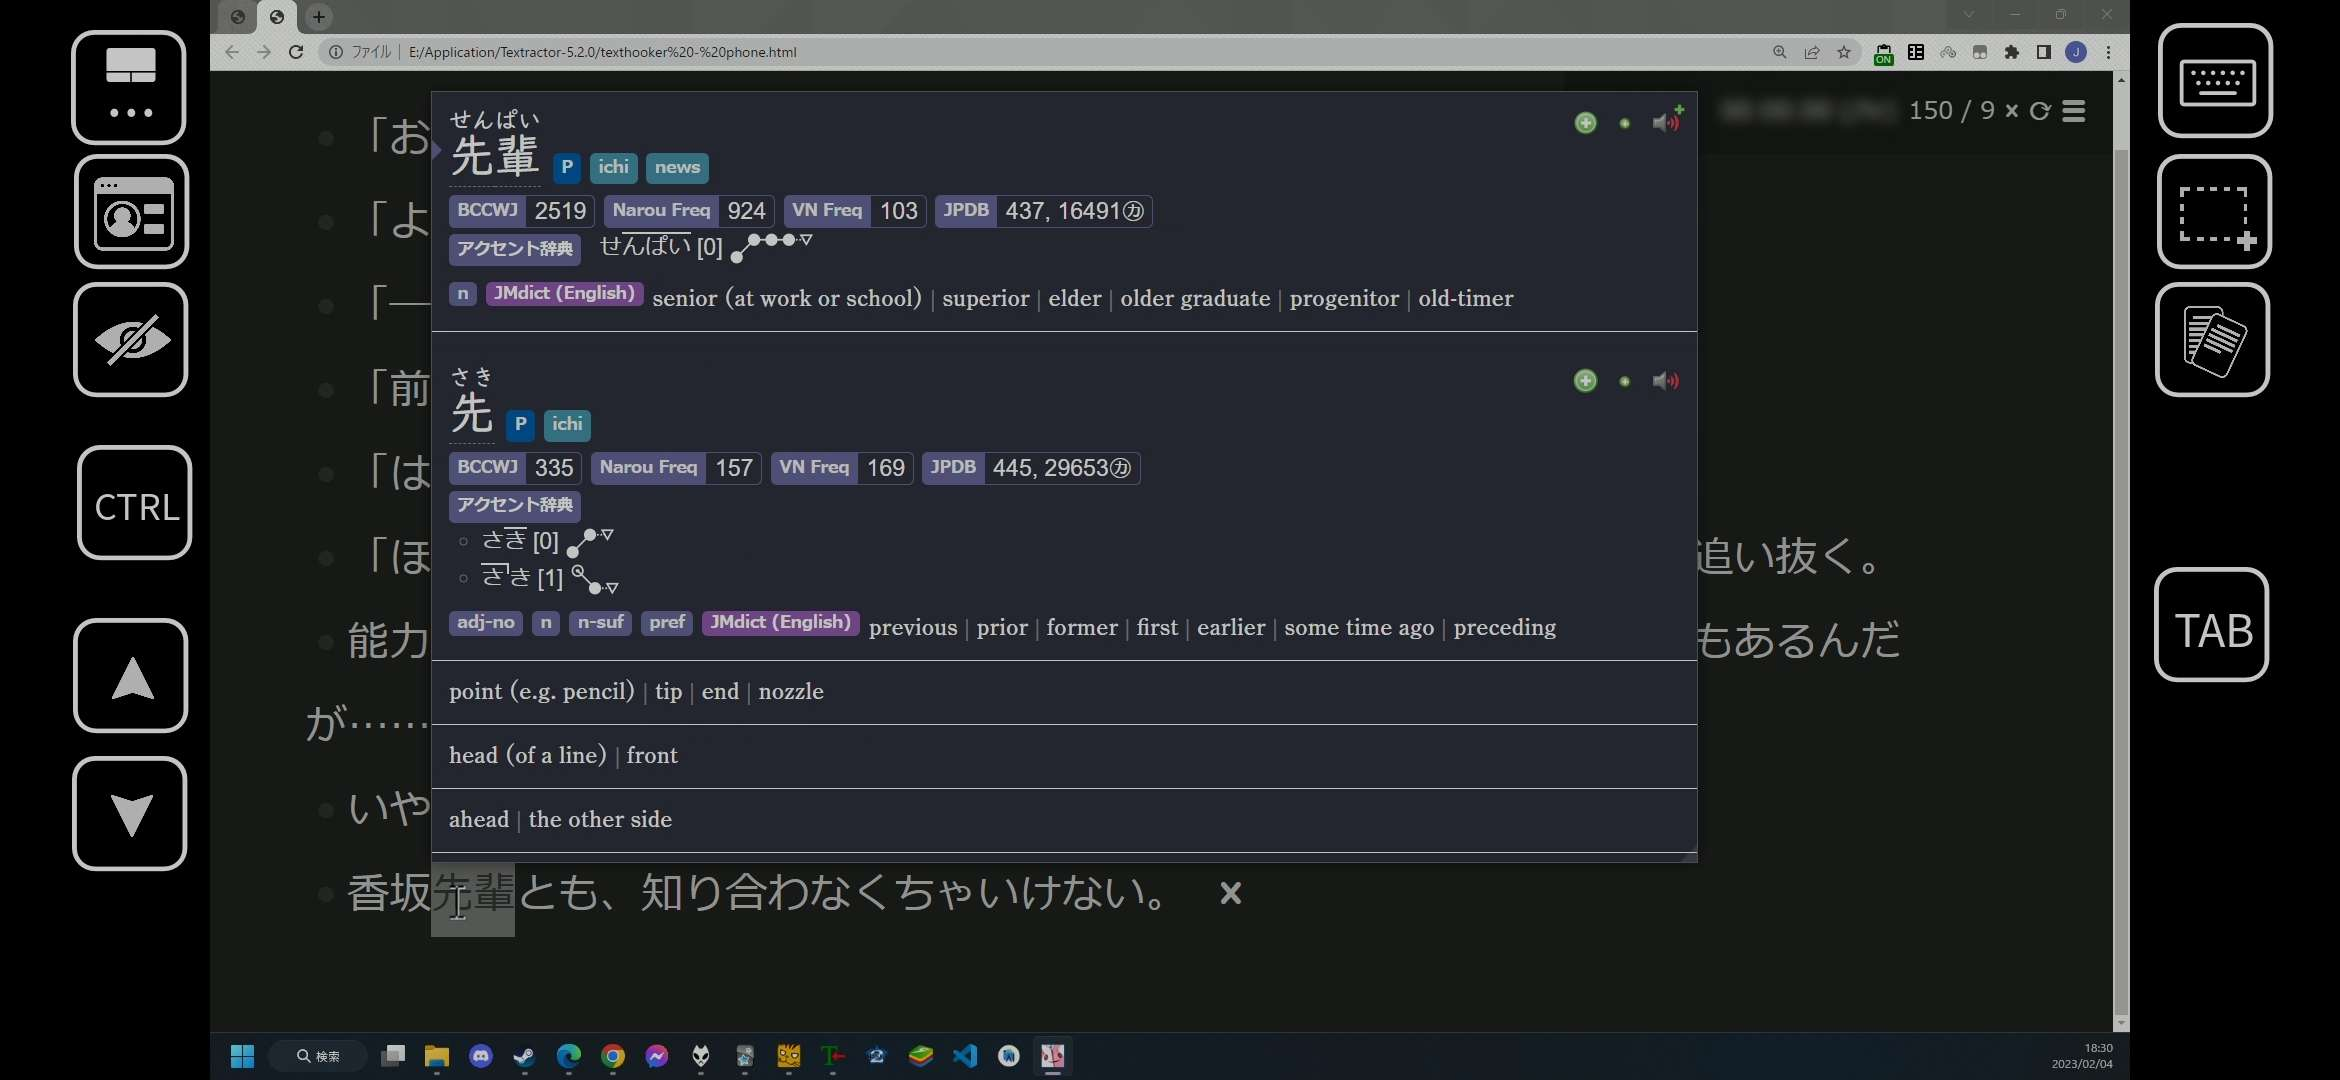 ファイル | E:/Application/Textractor-5.2.0/texthooker%20-%20phone.html
ON
J
150 / 9
「お
「よ
「一
「前
「は
「ほ
追い抜く。
能力
もあるんだ
が……
いや
香坂先輩とも、知り合わなくちゃいけない。
せんぱい
先輩 P ichi news
BCCWJ 2519 Narou Freq 924 VN Freq 103 JPDB 437, 16491㋕
アクセント辞典 せんぱい [0]
n JMdict (English) senior (at work or school) | superior | elder | older graduate | progenitor | old-timer
さき
先 P ichi
BCCWJ 335 Narou Freq 157 VN Freq 169 JPDB 445, 29653㋕
アクセント辞典
さき [0]
さき [1]
adj-no n n-suf pref JMdict (English) previous | prior | former | first | earlier | some time ago | preceding
point (e.g. pencil) | tip | end | nozzle
head (of a line) | front
ahead | the other side
CTRL
TAB
検索
18:30
2023/02/04